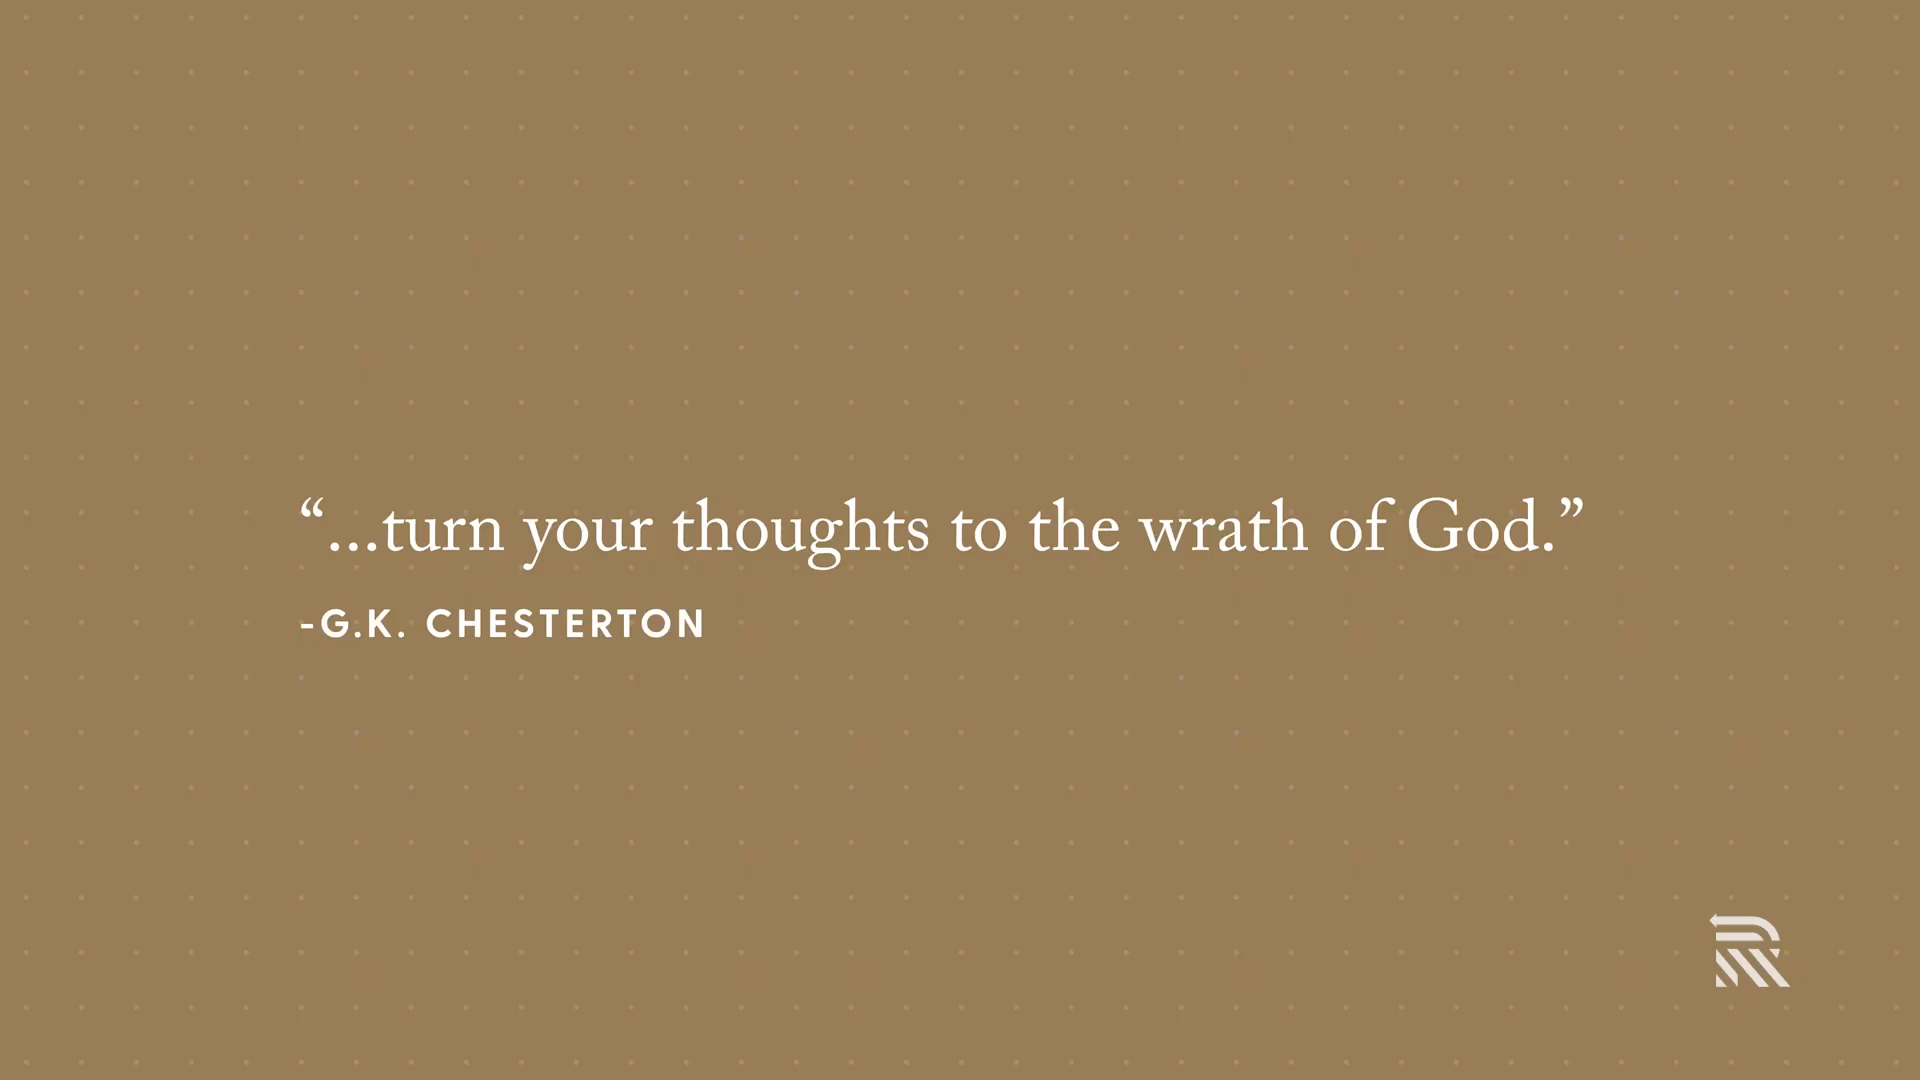 “...turn your thoughts to the wrath of God.”
-G.K. CHESTERTON